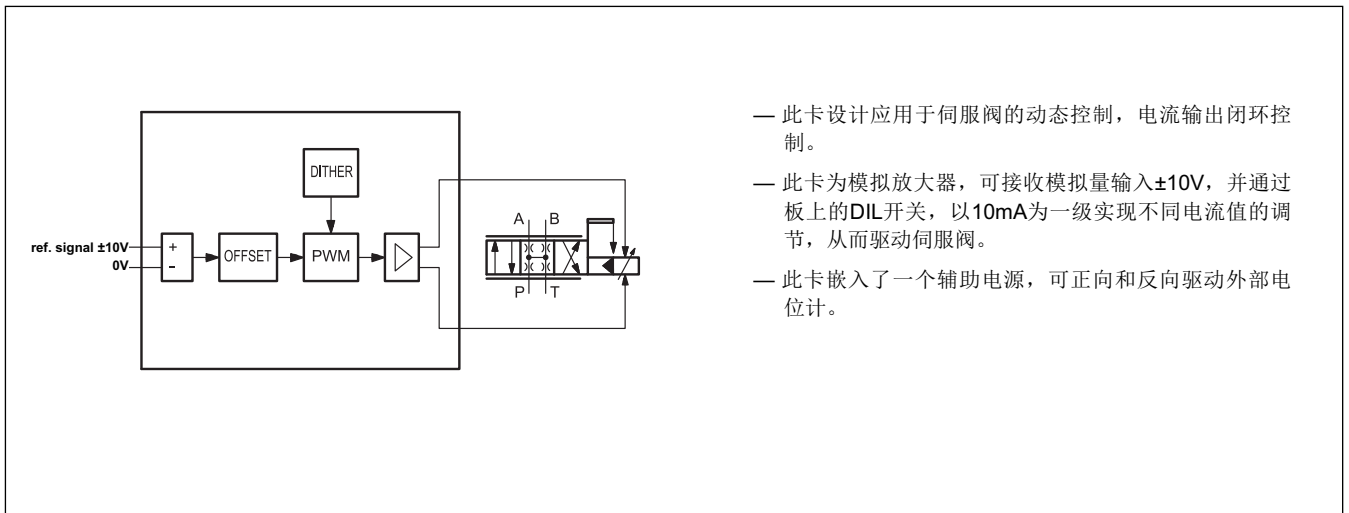 DITHER
ref. signal ±10V
0V
+
-
OFFSET
PWM
A
B
P
T
— 此卡设计应用于伺服阀的动态控制，电流输出闭环控
制。
— 此卡为模拟放大器，可接收模拟量输入±10V，并通过
板上的DIL开关，以10mA为一级实现不同电流值的调
节，从而驱动伺服阀。
— 此卡嵌入了一个辅助电源，可正向和反向驱动外部电
位计。